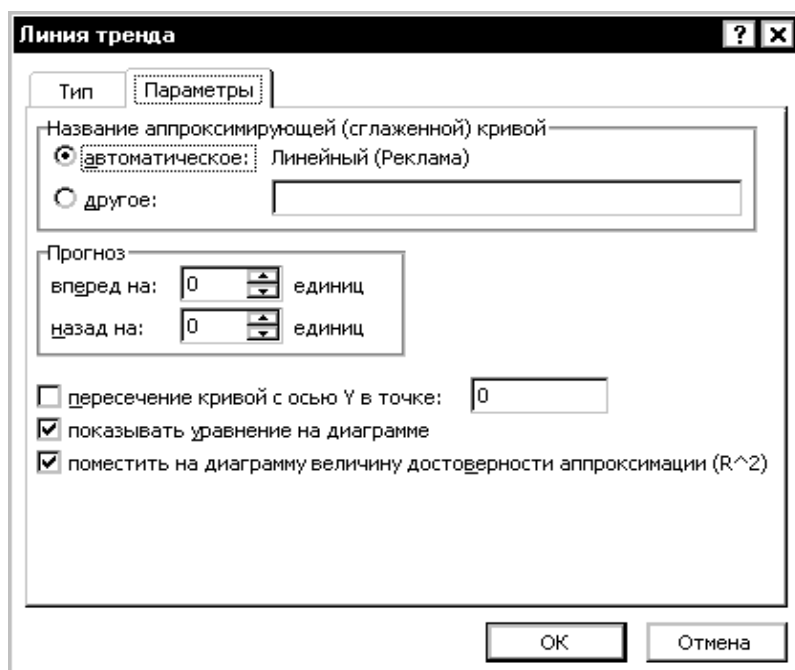 Линия тренда
Тип Параметры
Название аппроксимирующей (сглаженной) кривой
автоматическое: Линейный (Реклама)
другое:
Прогноз
вперед на: 0 единиц
назад на: 0 единиц
пересечение кривой с осью Y в точке: 0
показывать уравнение на диаграмме
поместить на диаграмму величину достоверности аппроксимации (R^2)
OK Отмена